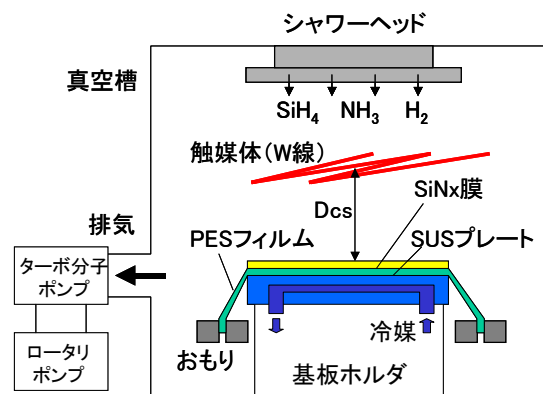 シャワーヘッド
真空槽
SiH4 NH3 H2
触媒体(W線)
SiNx膜
Dcs
排気
PESフィルム
SUSプレート
ターボ分子
ポンプ
冷媒
おもり
ロータリ
ポンプ
基板ホルダ